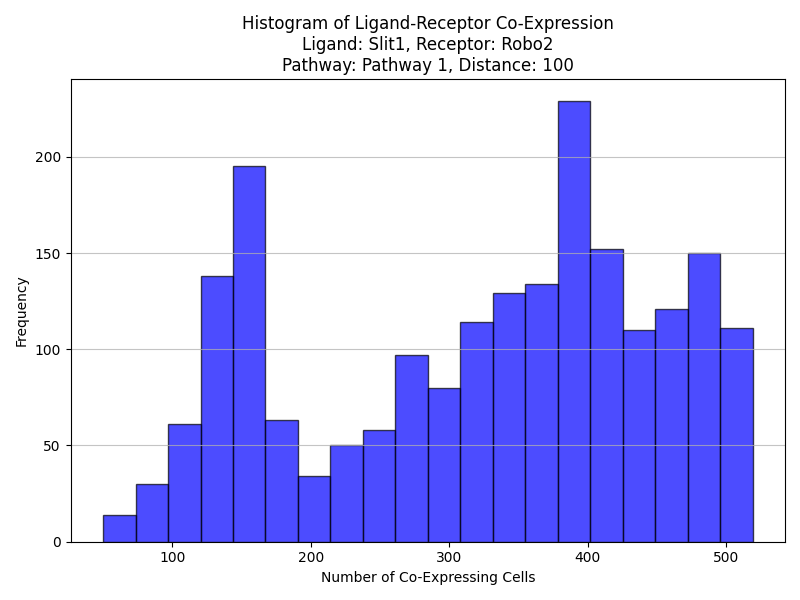 Histogram of Ligand-Receptor Co-Expression
Ligand: Slit1, Receptor: Robo2
Pathway: Pathway 1, Distance: 100
200
150
100
50
0
Frequency
100 200 300 400 500
Number of Co-Expressing Cells